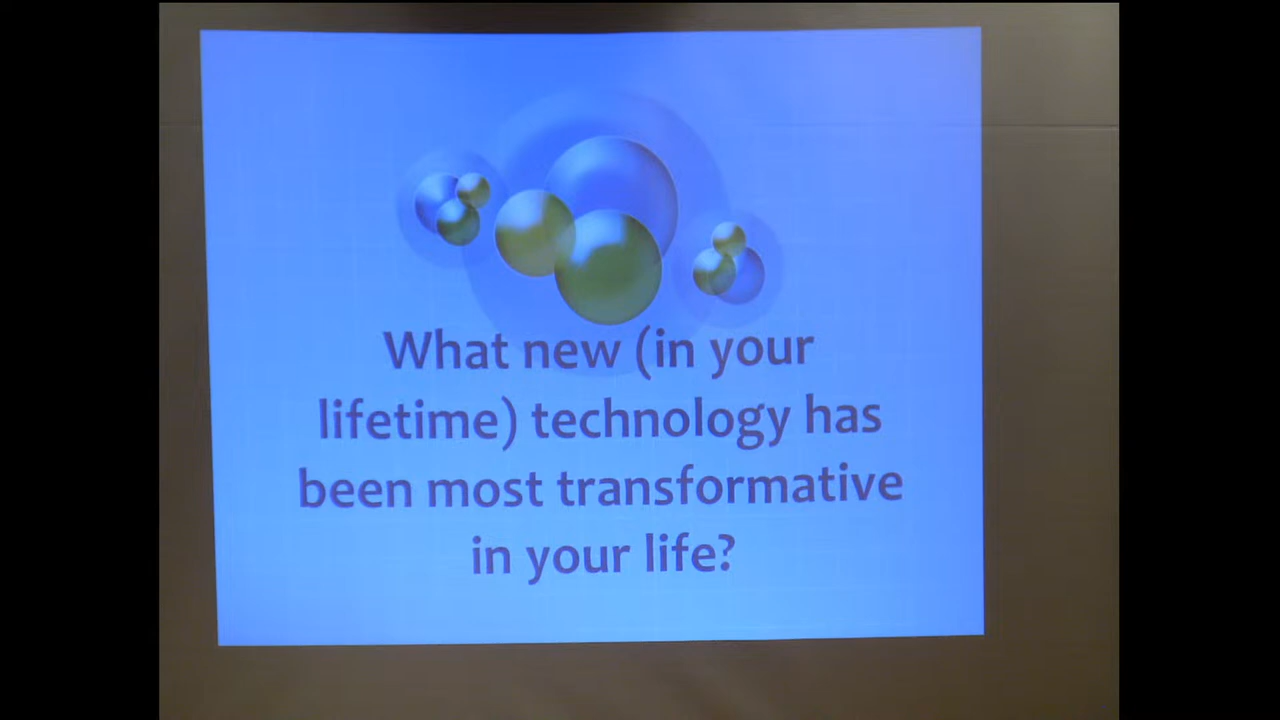 What new (in your
lifetime) technology has
been most transformative
in your life?